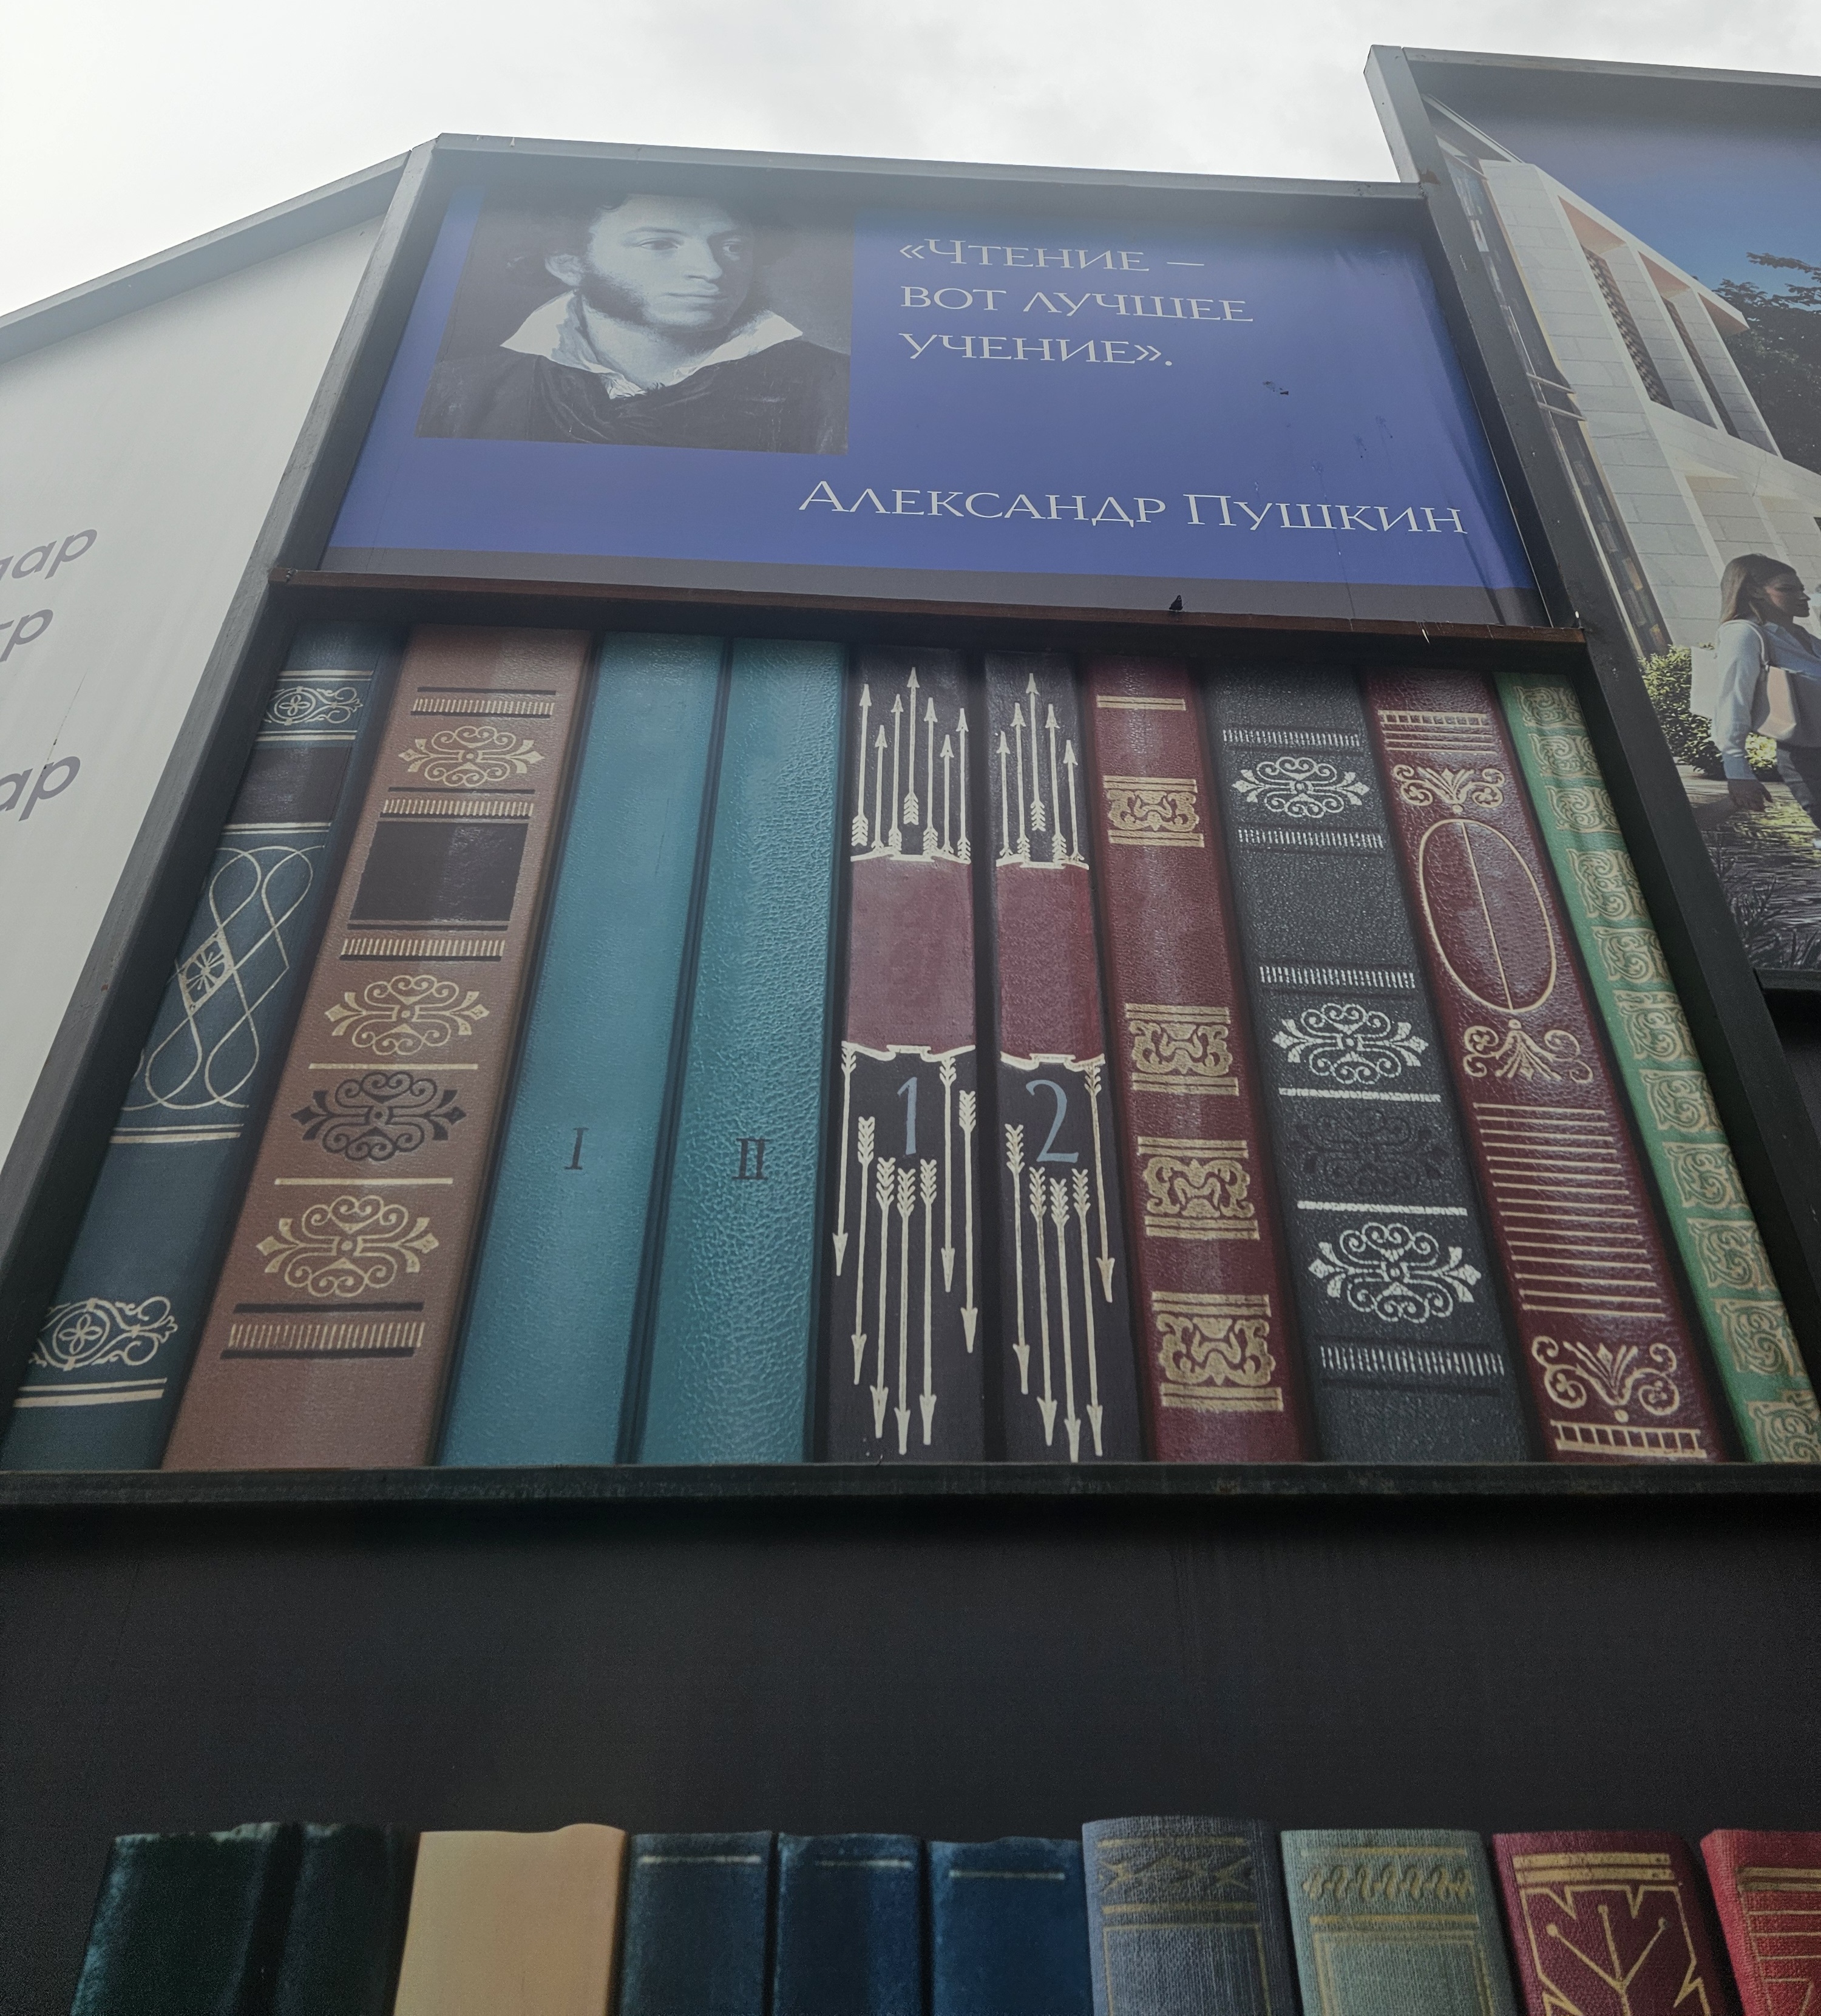 «Чтение –
вот лучшее
учение».
Александр Пушкин
I
II
1
2